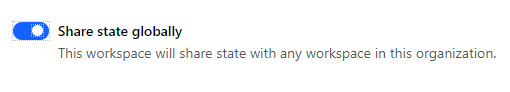 Share state globally
This workspace will share state with any workspace in this organization.